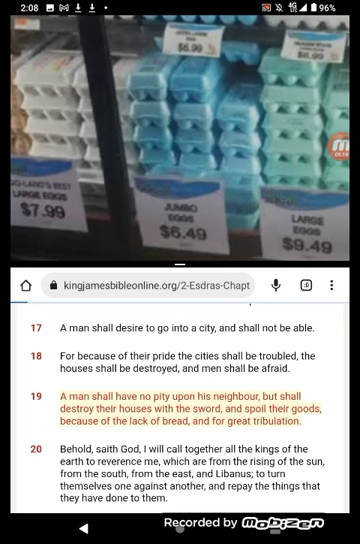 2:08
96%
$6.99
$6.99
LARGE EGGS
$7.99
JUMBO
EGGS
$6.49
LARGE
EGGS
$9.49
kingjamesbibleonline.org/2-Esdras-Chapt
17 A man shall desire to go into a city, and shall not be able.
18 For because of their pride the cities shall be troubled, the
houses shall be destroyed, and men shall be afraid.
19 A man shall have no pity upon his neighbour, but shall
destroy their houses with the sword, and spoil their goods,
because of the lack of bread, and for great tribulation.
20 Behold, saith God, I will call together all the kings of the
earth to reverence me, which are from the rising of the sun,
from the south, from the east, and Libanus; to turn
themselves one against another, and repay the things that
they have done to them.
Recorded by Mobizen